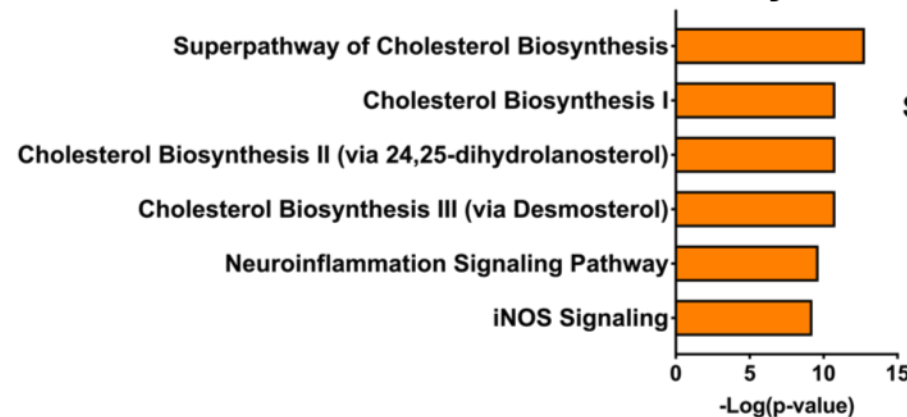 Superpathway of Cholesterol Biosynthesis
Cholesterol Biosynthesis I
Cholesterol Biosynthesis II (via 24,25-dihydrolanosterol)
Cholesterol Biosynthesis III (via Desmosterol)
Neuroinflammation Signaling Pathway
iNOS Signaling
0 5 10 15
-Log(p-value)